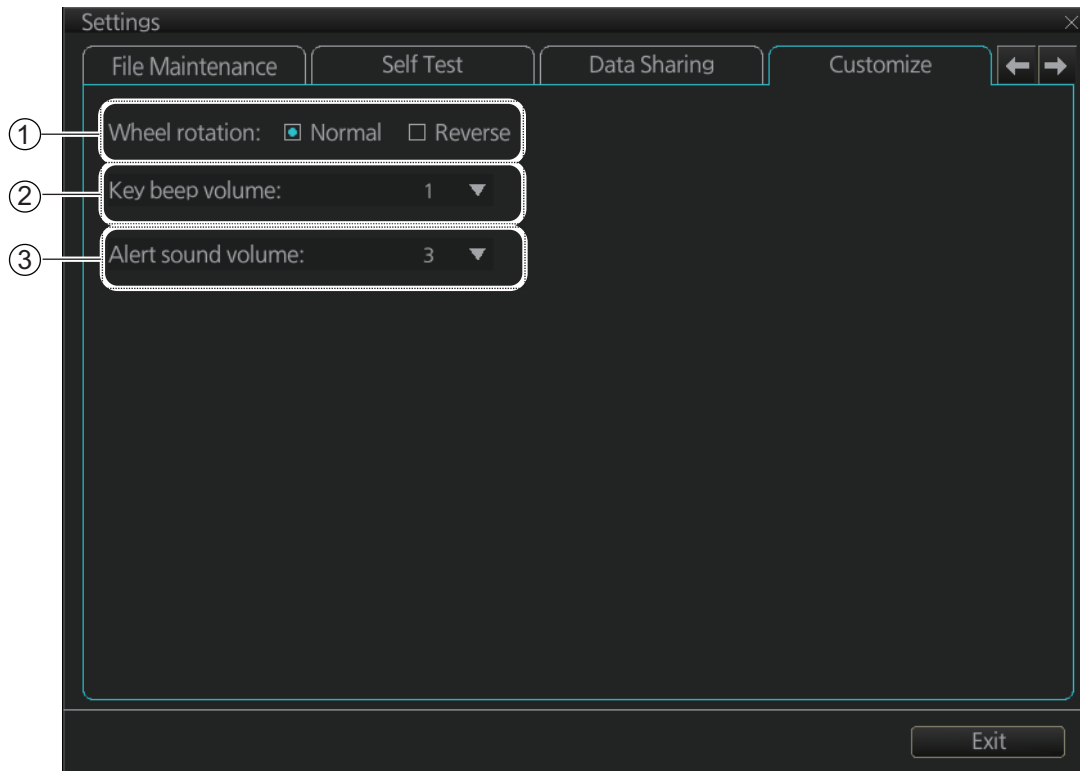 Settings
File Maintenance Self Test Data Sharing Customize
① Wheel rotation: Normal Reverse
② Key beep volume: 1
③ Alert sound volume: 3
Exit